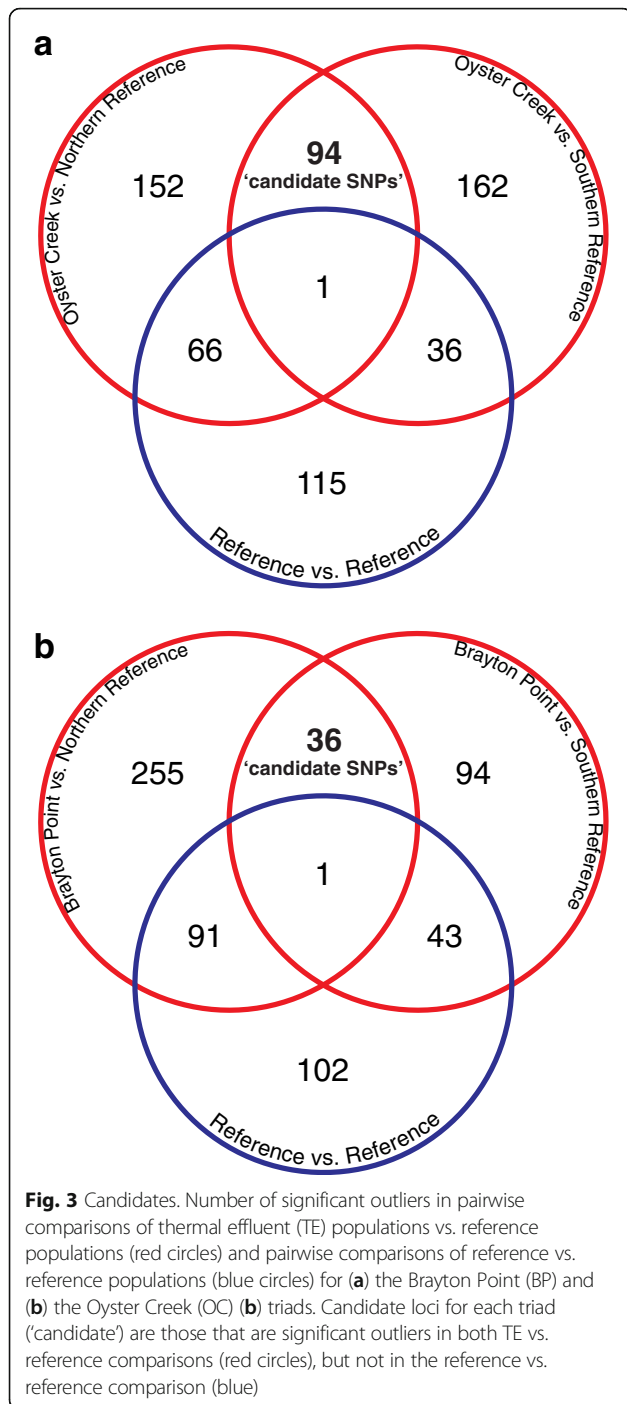 a
Oyster Creek vs. Northern Reference
Oyster Creek vs. Southern Reference
152
94
'candidate SNPs'
162
1
66
36
115
Reference vs. Reference
b
Brayton Point vs. Northern Reference
Brayton Point vs. Southern Reference
255
36
'candidate SNPs'
94
1
91
43
102
Reference vs. Reference
Fig. 3 Candidates. Number of significant outliers in pairwise
comparisons of thermal effluent (TE) populations vs. reference
populations (red circles) and pairwise comparisons of reference vs.
reference populations (blue circles) for (a) the Brayton Point (BP) and
(b) the Oyster Creek (OC) (b) triads. Candidate loci for each triad
('candidate') are those that are significant outliers in both TE vs.
reference comparisons (red circles), but not in the reference vs.
reference comparison (blue)